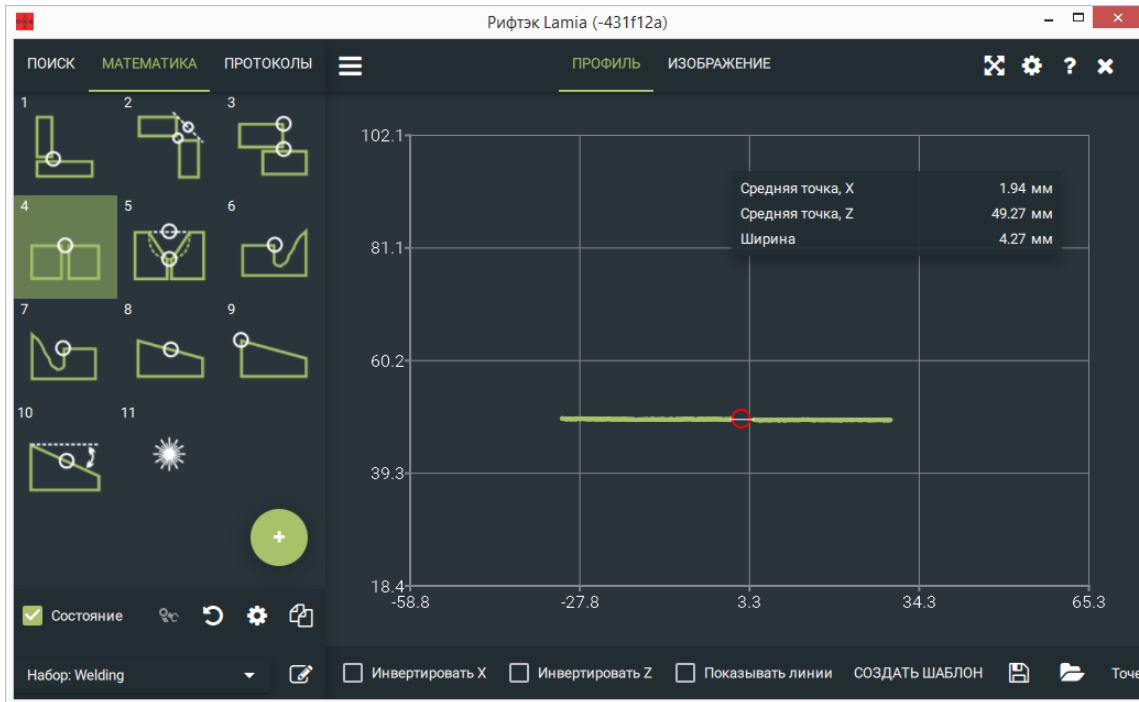 Рифтэк Lamia (-431f12a)
ПОИСК МАТЕМАТИКА ПРОТОКОЛЫ
ПРОФИЛЬ ИЗОБРАЖЕНИЕ
1 2 3
4 5 6
7 8 9
10 11
102.1
81.1
60.2
39.3
18.4
-58.8 -27.8 3.3 34.3 65.3
Средняя точка, X 1.94 мм
Средняя точка, Z 49.27 мм
Ширина 4.27 мм
Состояние
Набор: Welding
Инвертировать X Инвертировать Z Показывать линии СОЗДАТЬ ШАБЛОН